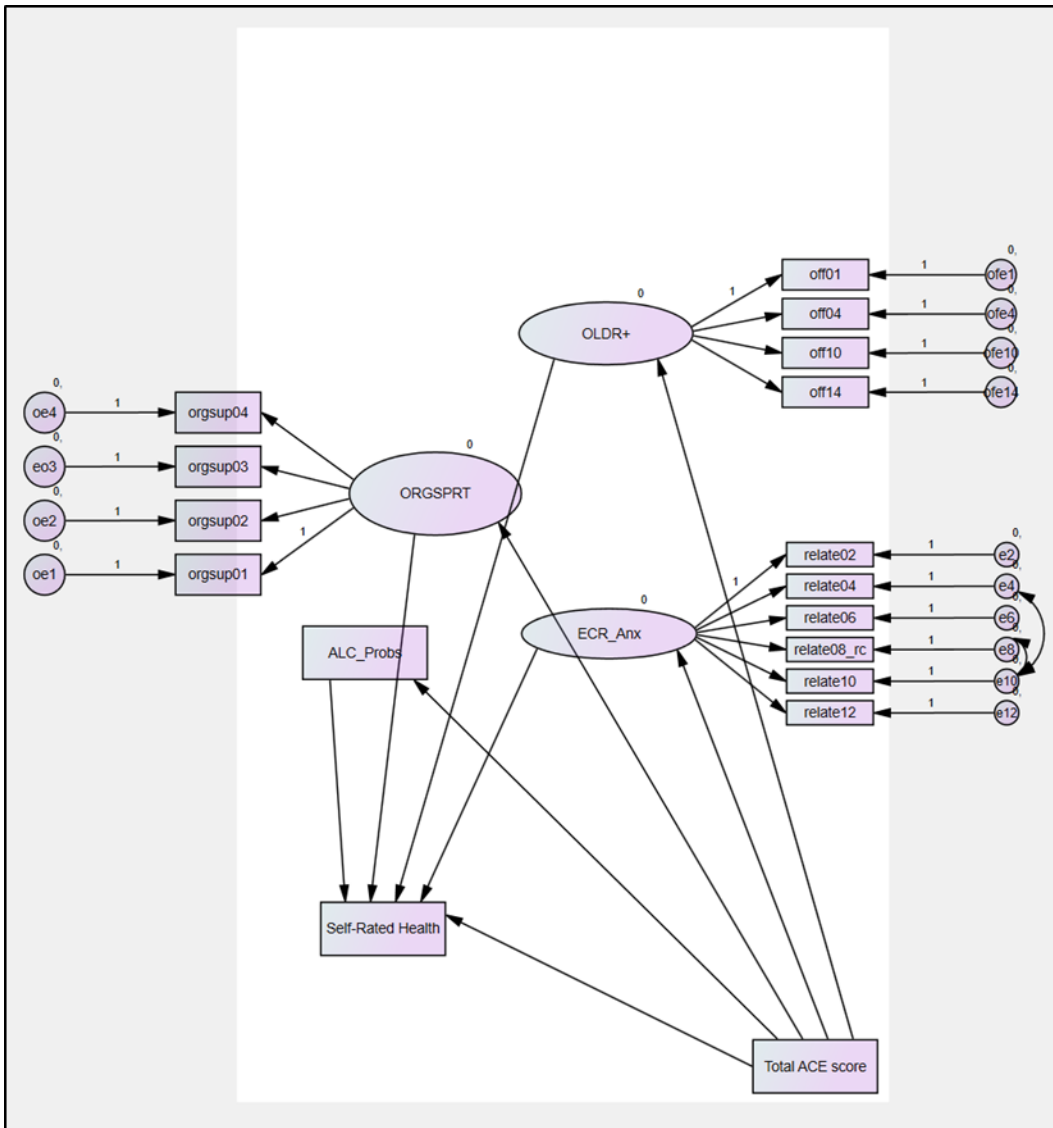 0,
ofe1
1
off01
0
0,
OLDR+
1
off04
1
ofe4
0,
off10
1
ofe10
0,
off14
1
ofe14
0,
oe4
1
orgsup04
0
0,
eo3
1
orgsup03
ORGSPRT
0,
oe2
1
orgsup02
0,
oe1
1
orgsup01
1
0,
relate02
1
e2
0,
1
relate04
1
e4
0
0,
ECR_Anx
relate06
1
e6
0,
relate08_rc
1
e8
0,
relate10
1
e10
0,
relate12
1
e12
ALC_Probs
Self-Rated Health
Total ACE score